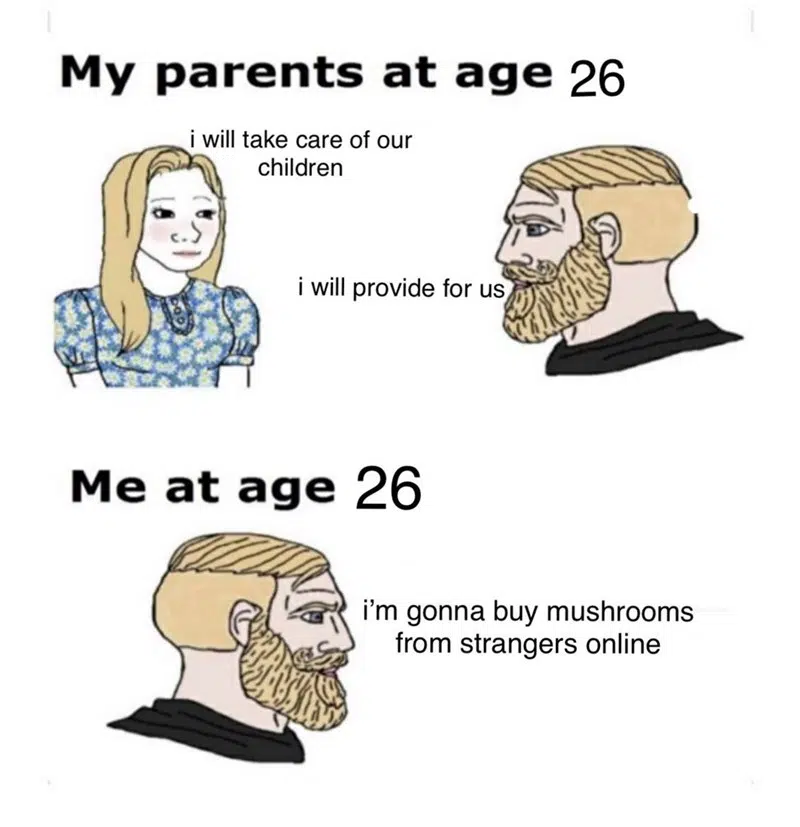 My parents at age 26
i will take care of our
children
i will provide for us
Me at age 26
i'm gonna buy mushrooms
from strangers online